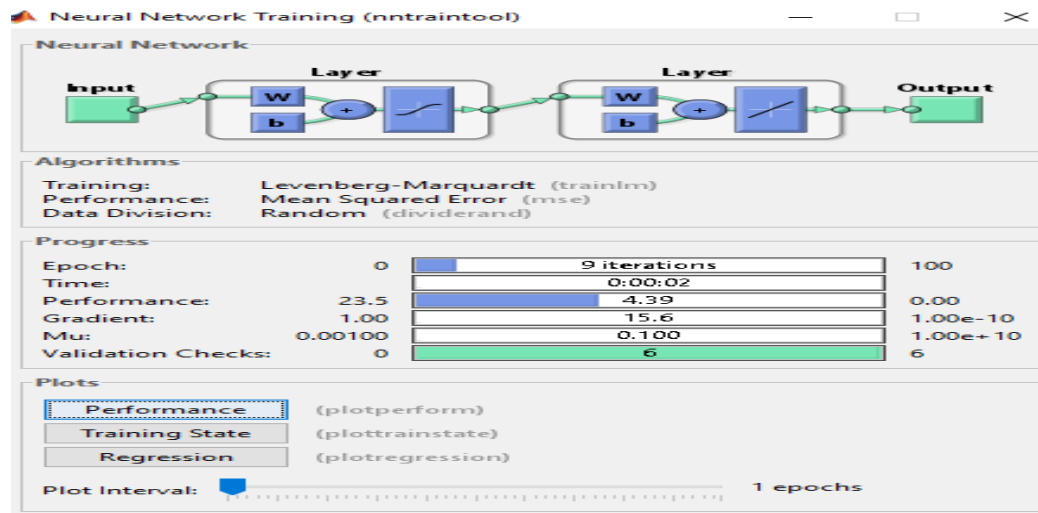 Neural Network Training (nntraintool)
Neural Network
Layer Layer
Input W b + W b + Output
Algorithms
Training: Levenberg-Marquardt (trainlm)
Performance: Mean Squared Error (mse)
Data Division: Random (dividerand)
Progress
Epoch: 0 9 iterations 100
Time: 0:00:02
Performance: 23.5 4.39 0.00
Gradient: 1.00 15.6 1.00e-10
Mu: 0.00100 0.100 1.00e+10
Validation Checks: 0 6 6
Plots
Performance (plotperform)
Training State (plottrainstate)
Regression (plotregression)
Plot Interval: 1 epochs